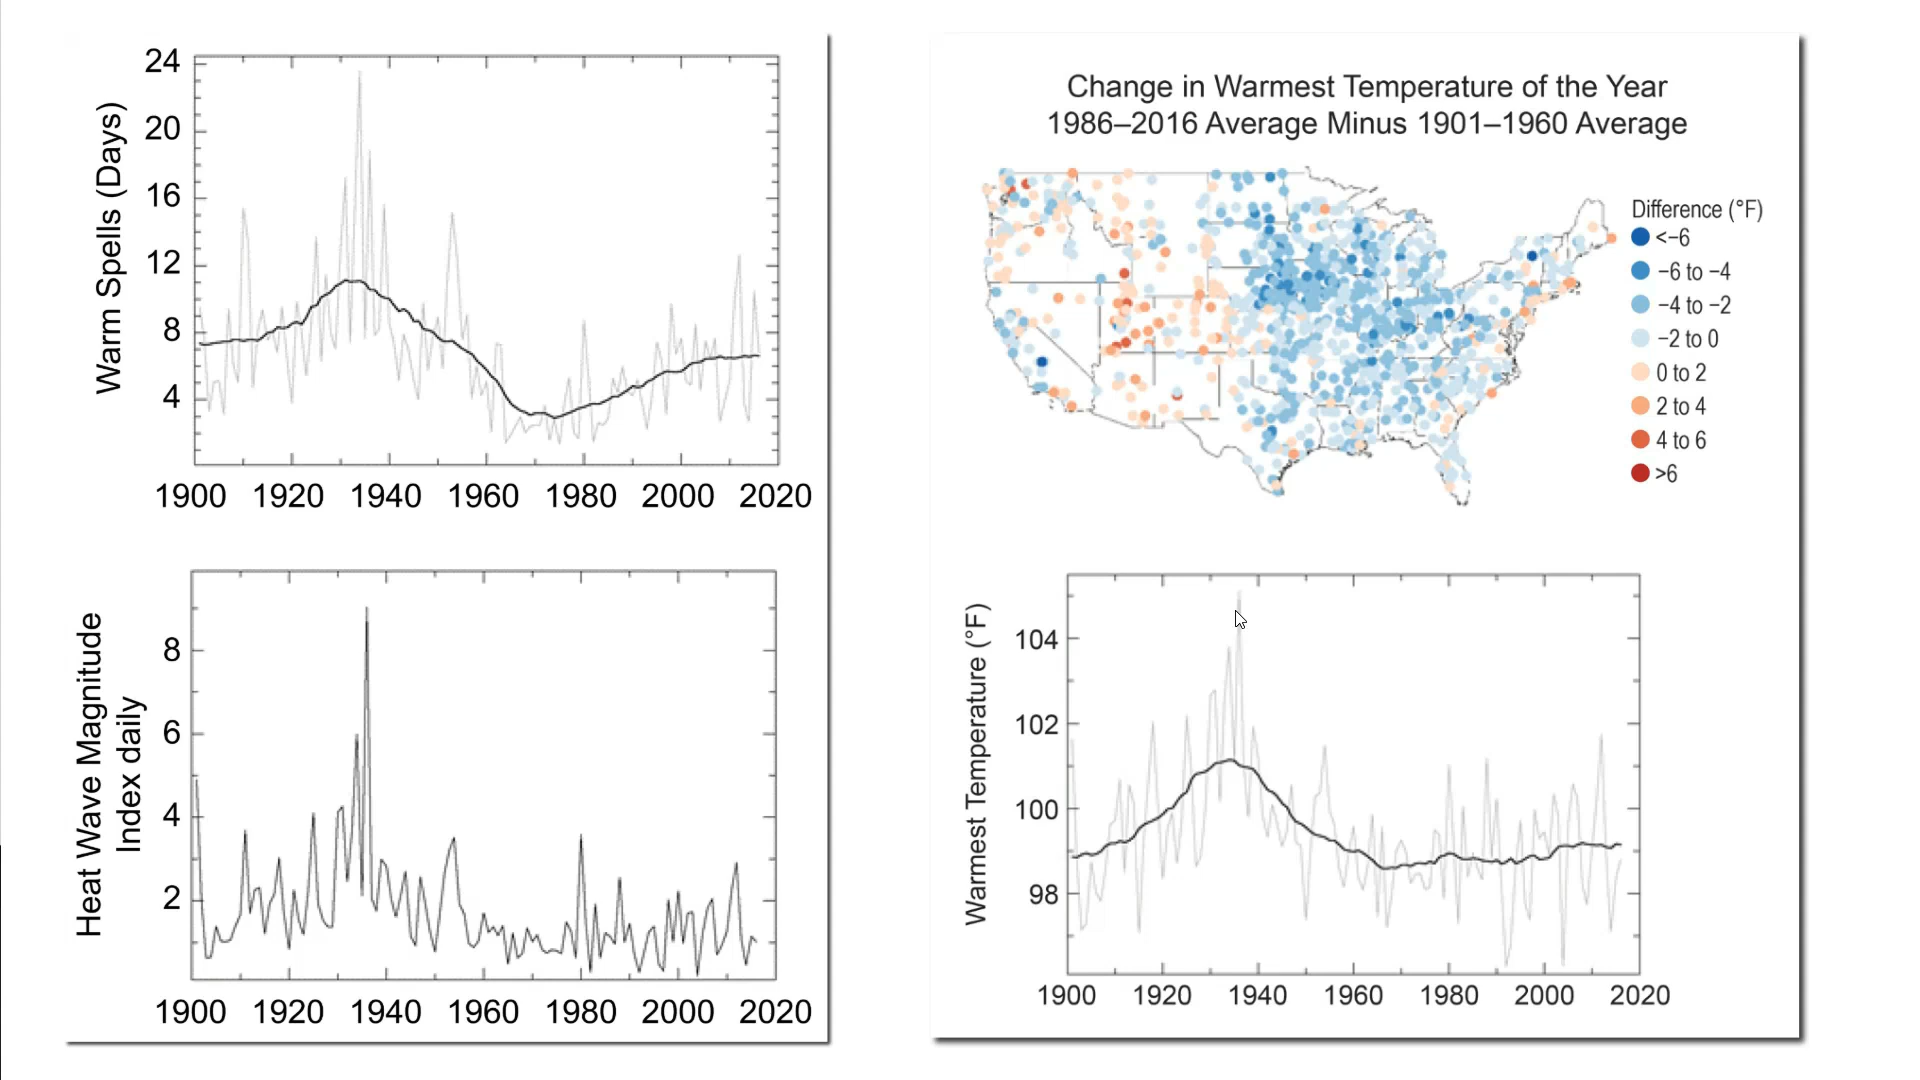 24
20
16
12
8
4
Warm Spells (Days)
1900 1920 1940 1960 1980 2000 2020
8
6
4
2
Heat Wave Magnitude
Index daily
1900 1920 1940 1960 1980 2000 2020
Change in Warmest Temperature of the Year
1986–2016 Average Minus 1901–1960 Average
Difference (°F)
<−6
−6 to −4
−4 to −2
−2 to 0
0 to 2
2 to 4
4 to 6
>6
104
102
100
98
Warmest Temperature (°F)
1900 1920 1940 1960 1980 2000 2020